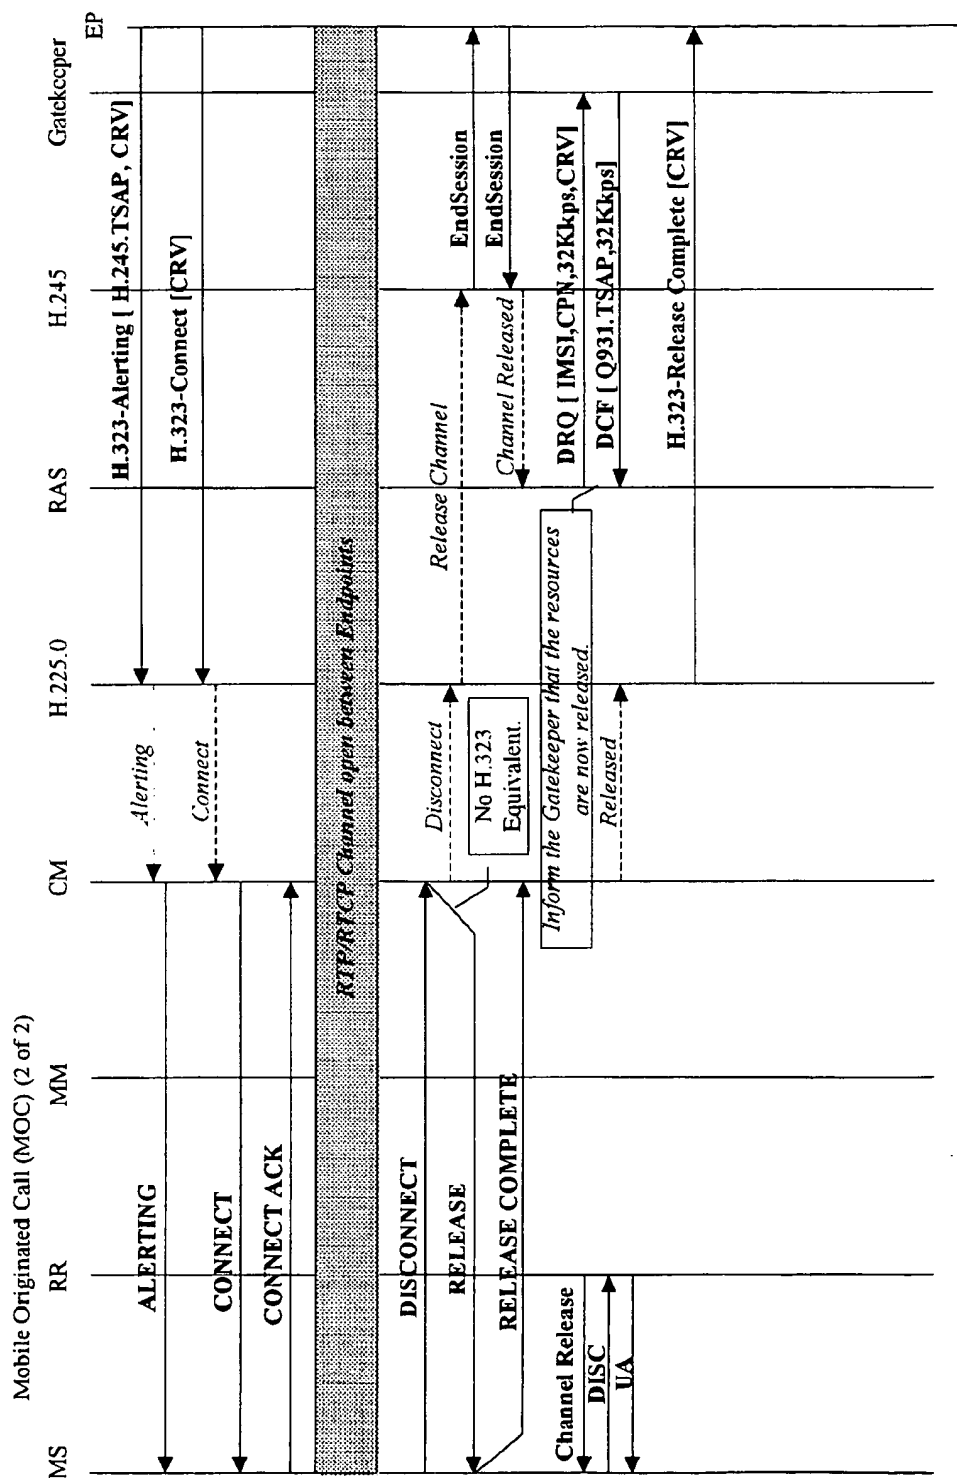 Mobile Originated Call (MOC) (2 of 2)
MS
RR
MM
CM
H.225.0
RAS
H.245
Gatekeeper
EP
H.323-Alerting [ H.245.TSAP, CRV]
Alerting
ALERTING
H.323-Connect [CRV]
Connect
CONNECT
CONNECT ACK
RTP/RTCP Channel open between Endpoints
DISCONNECT
Disconnect
Release Channel
EndSession
EndSession
RELEASE
No H.323
Equivalent.
Channel Released
RELEASE COMPLETE
Inform the Gatekeeper that the resources
are now released.
DRQ [ IMSI,CPN,32Kkps,CRV]
DCF [ Q931.TSAP,32Kkps]
Channel Release
DISC
UA
Released
H.323-Release Complete [CRV]